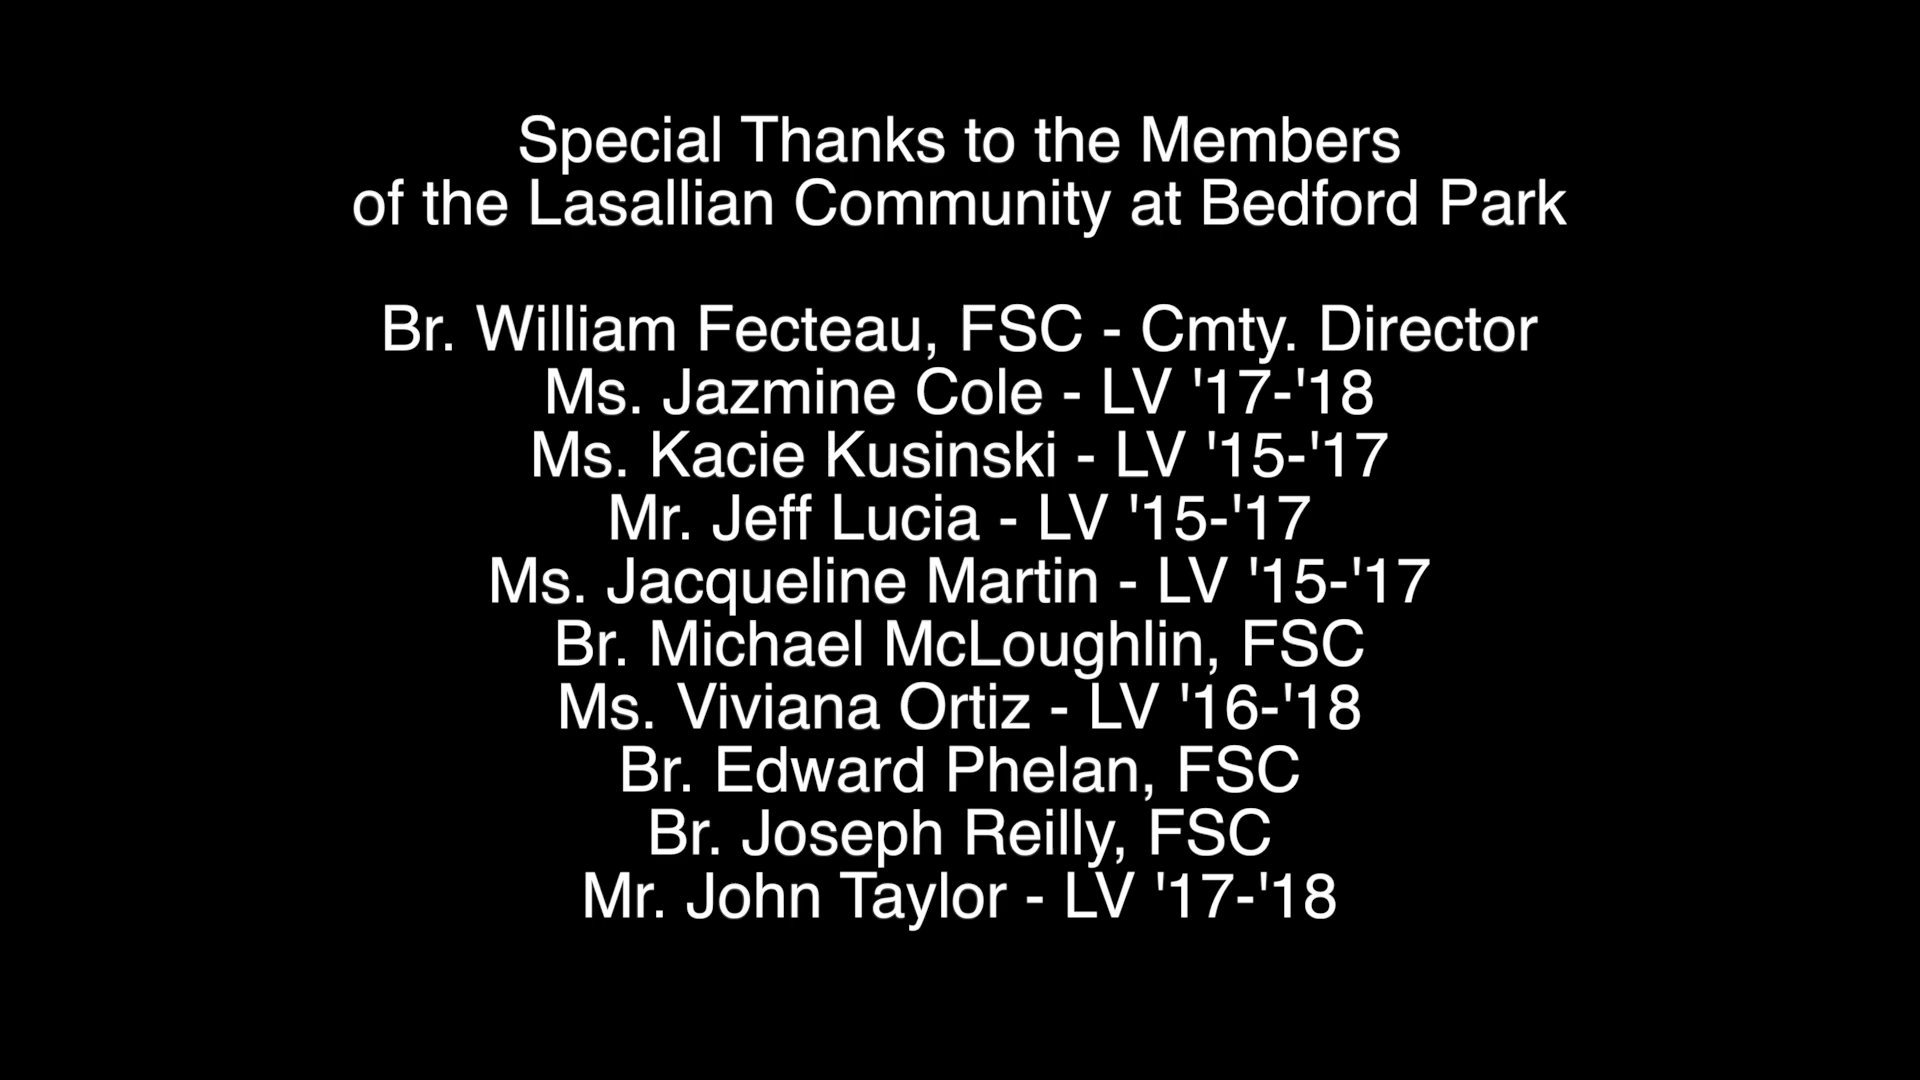 Special Thanks to the Members
of the Lasallian Community at Bedford Park
Br. William Fecteau, FSC - Cmty. Director
Ms. Jazmine Cole - LV '17-'18
Ms. Kacie Kusinski - LV '15-'17
Mr. Jeff Lucia - LV '15-'17
Ms. Jacqueline Martin - LV '15-'17
Br. Michael McLoughlin, FSC
Ms. Viviana Ortiz - LV '16-'18
Br. Edward Phelan, FSC
Br. Joseph Reilly, FSC
Mr. John Taylor - LV '17-'18